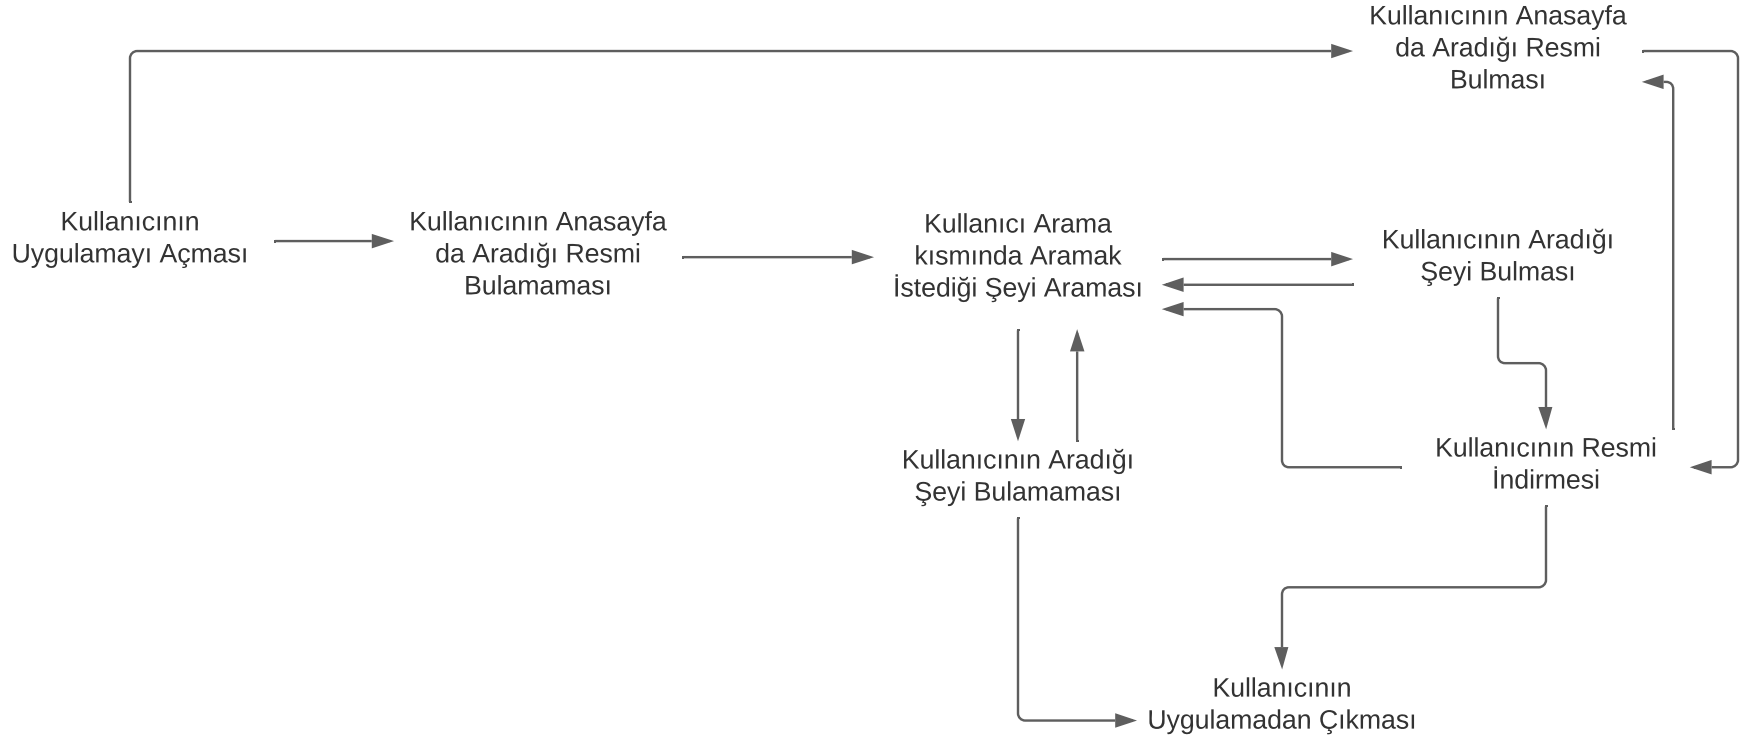 Kullanıcının Anasayfa
da Aradığı Resmi
Bulması
Kullanıcının
Uygulamayı Açması
Kullanıcının Anasayfa
da Aradığı Resmi
Bulamaması
Kullanıcı Arama
kısmında Aramak
İstediği Şeyi Araması
Kullanıcının Aradığı
Şeyi Bulması
Kullanıcının Aradığı
Şeyi Bulamaması
Kullanıcının Resmi
İndirmesi
Kullanıcının
Uygulamadan Çıkması